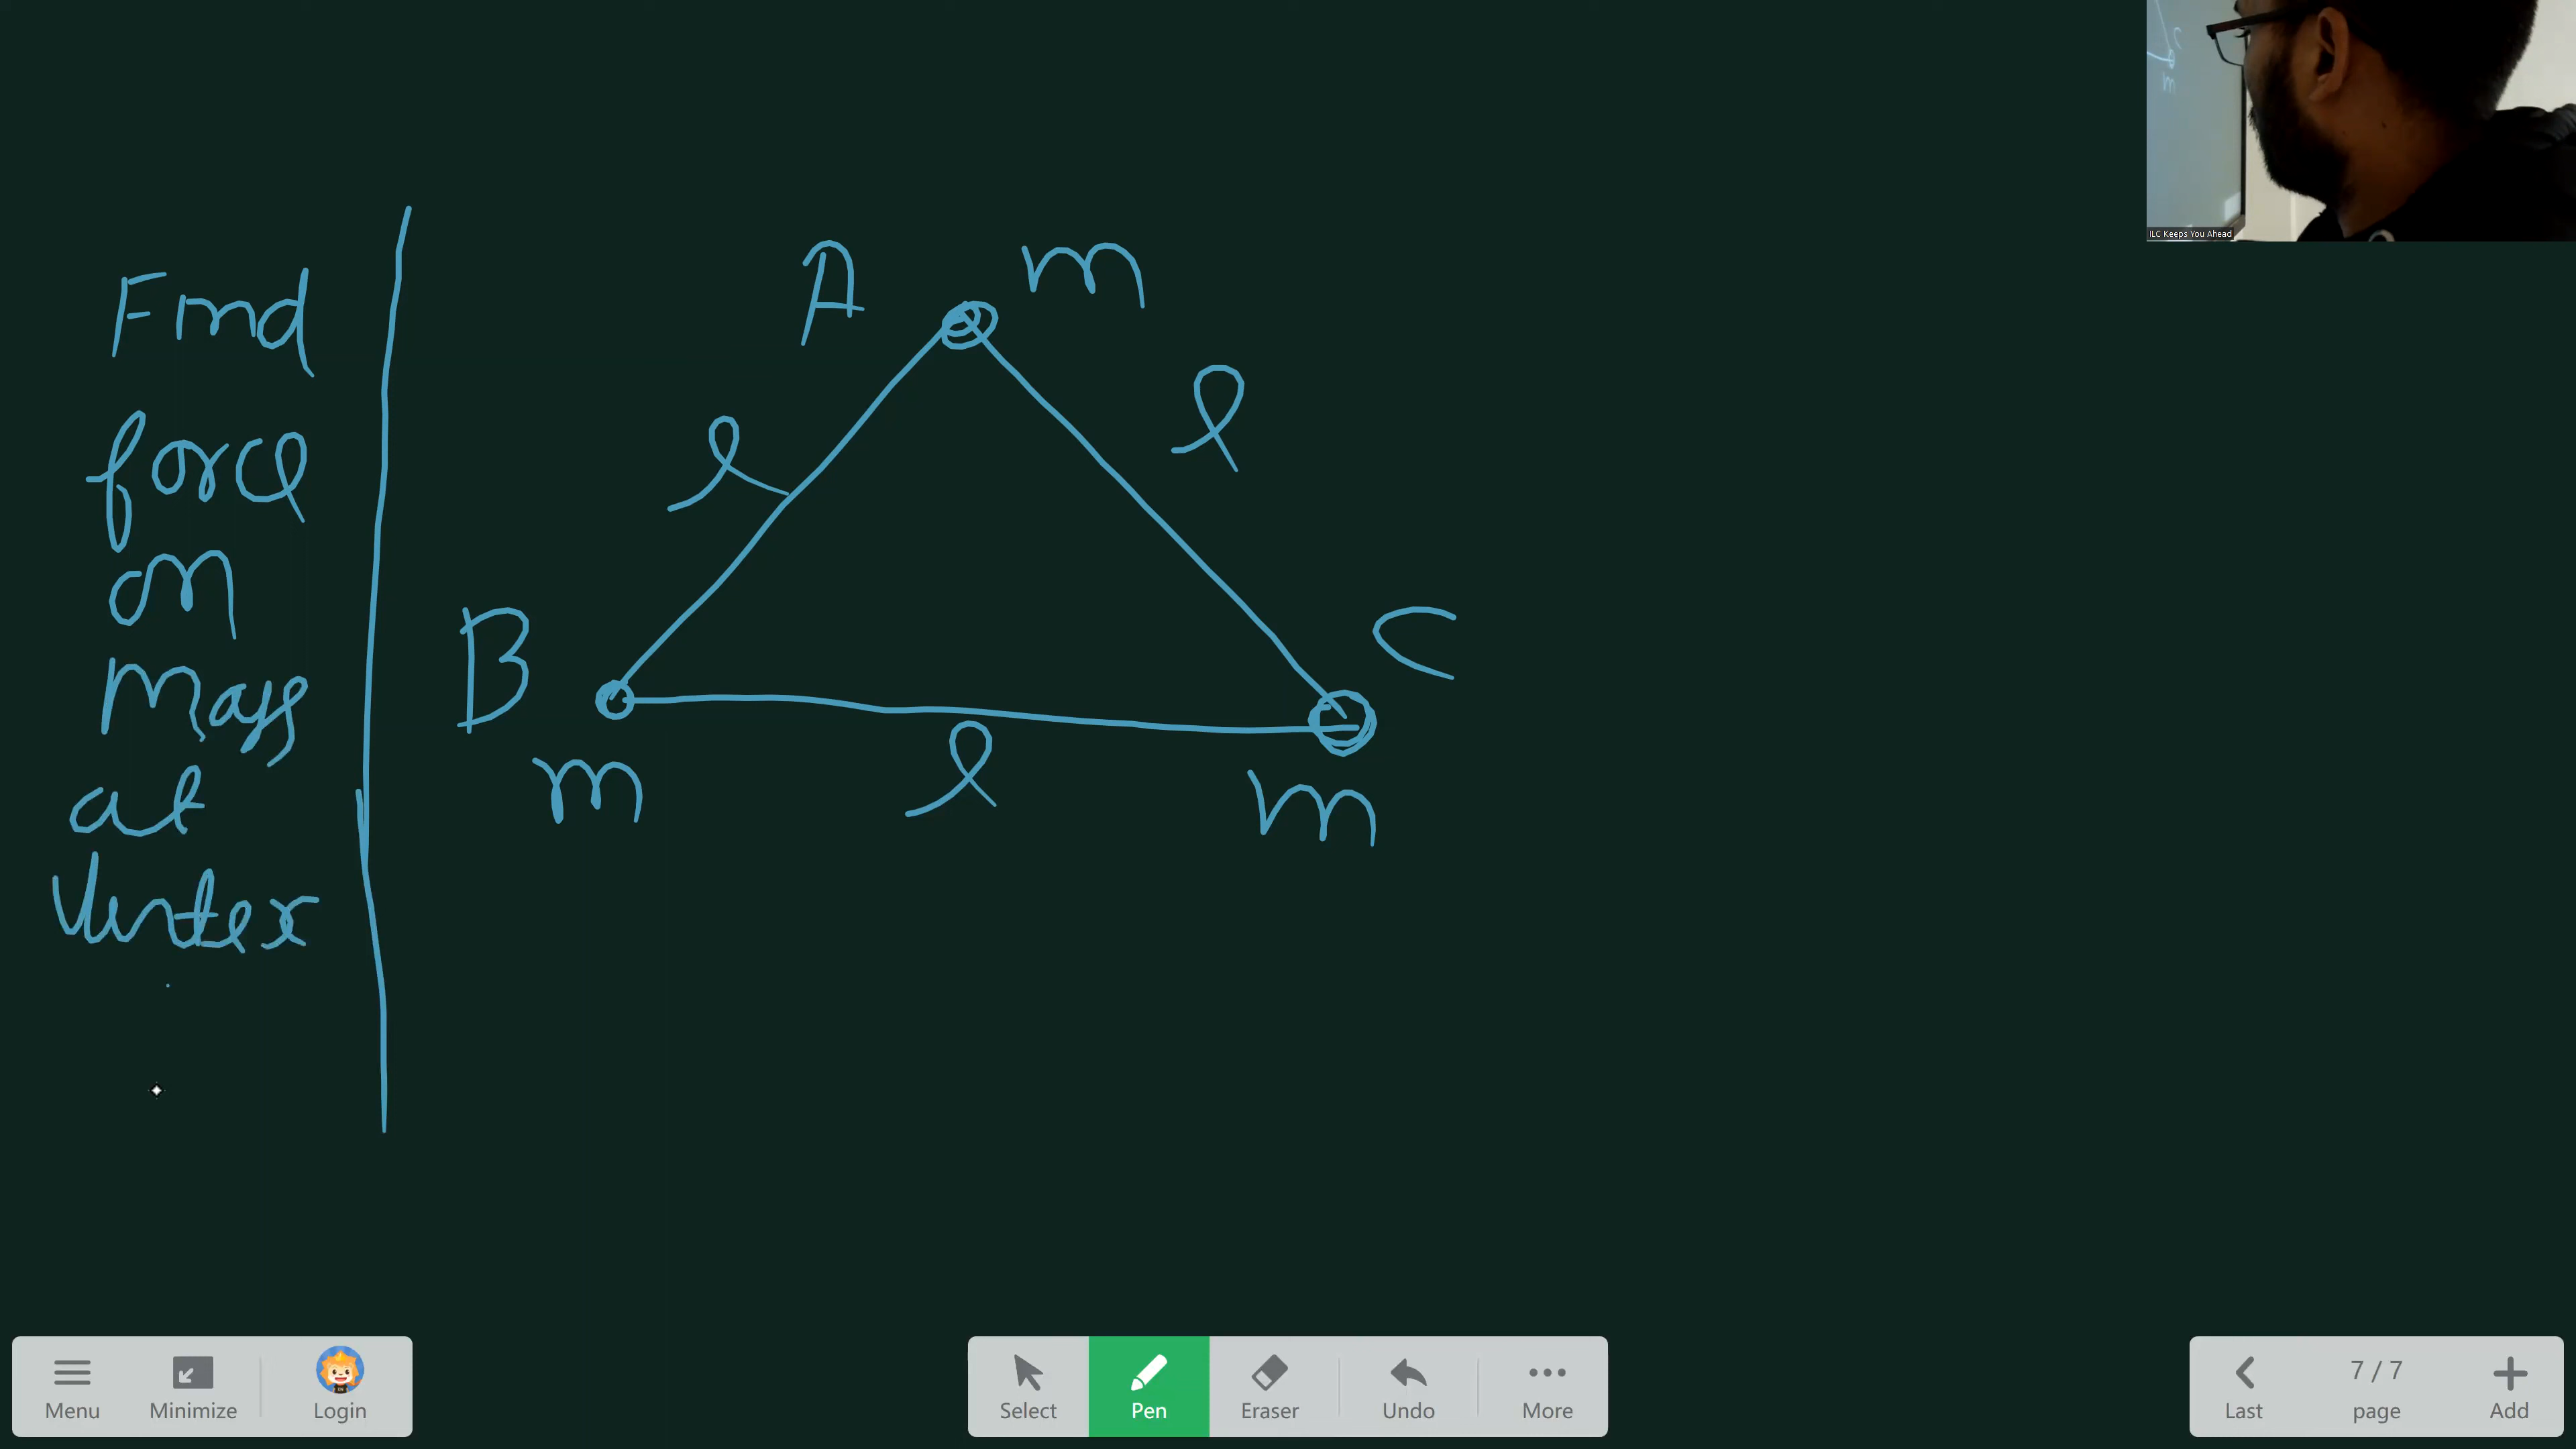 ILC Keeps You Ahead
Find
force
on
mass
at
Vertex
A
m
l
l
B
C
m
l
m
Menu
Minimize
Login
Select
Pen
Eraser
Undo
More
Last
7 / 7
page
Add